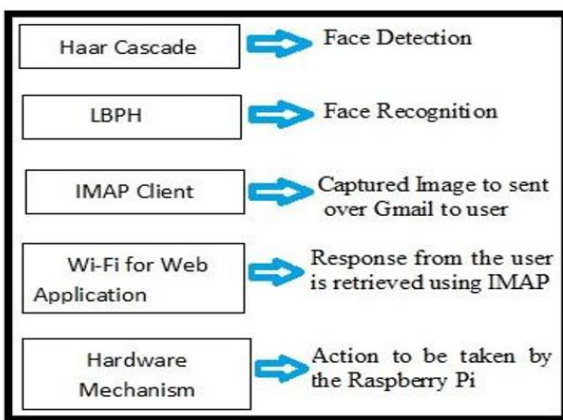 Haar Cascade
Face Detection
LBPH
Face Recognition
IMAP Client
Captured Image to sent
over Gmail to user
Wi-Fi for Web
Application
Response from the user
is retrieved using IMAP
Hardware
Mechanism
Action to be taken by
the Raspberry Pi